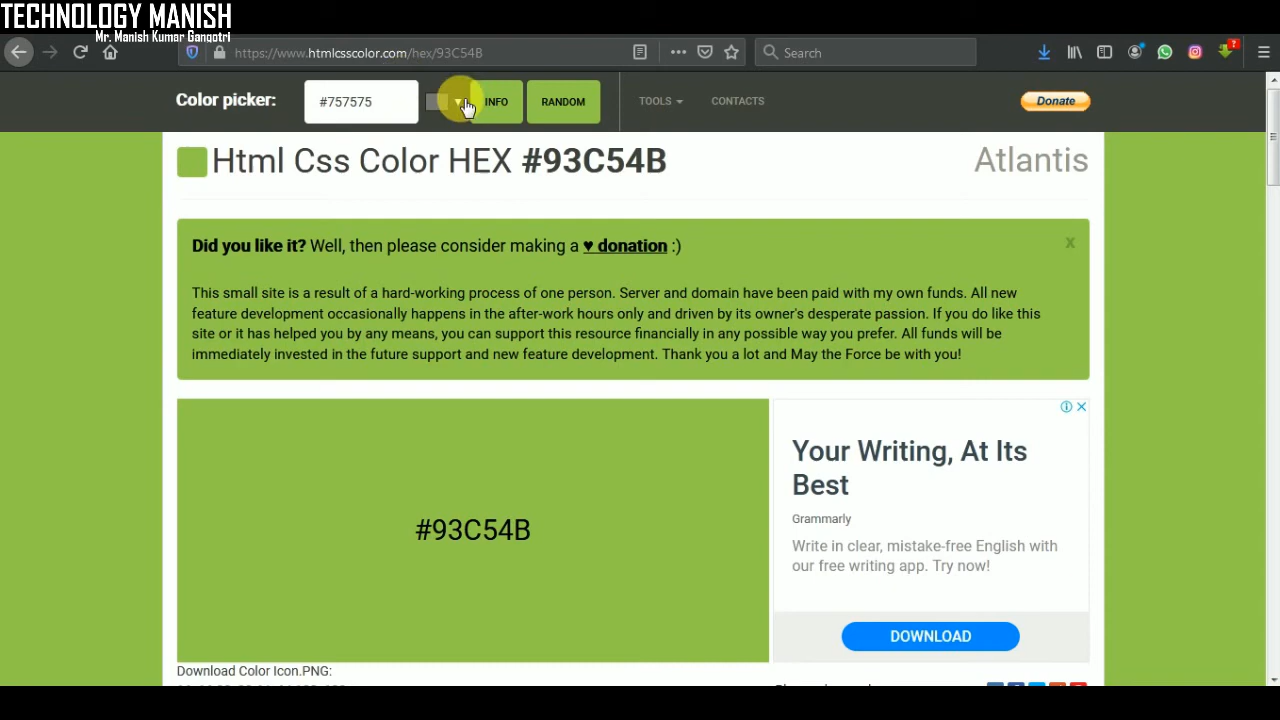 TECHNOLOGY MANISH
Mr. Manish Kumar Gangotri
https://www.htmlcsscolor.com/hex/93C54B
Search
?
Color picker:
#757575
INFO
RANDOM
TOOLS
CONTACTS
Donate
Html Css Color HEX #93C54B
Atlantis
Did you like it? Well, then please consider making a ♥ donation :)
X
This small site is a result of a hard-working process of one person. Server and domain have been paid with my own funds. All new
feature development occasionally happens in the after-work hours only and driven by its owner's desperate passion. If you do like this
site or it has helped you by any means, you can support this resource financially in any possible way you prefer. All funds will be
immediately invested in the future support and new feature development. Thank you a lot and May the Force be with you!
#93C54B
Your Writing, At Its
Best
Grammarly
Write in clear, mistake-free English with
our free writing app. Try now!
DOWNLOAD
Download Color Icon.PNG: